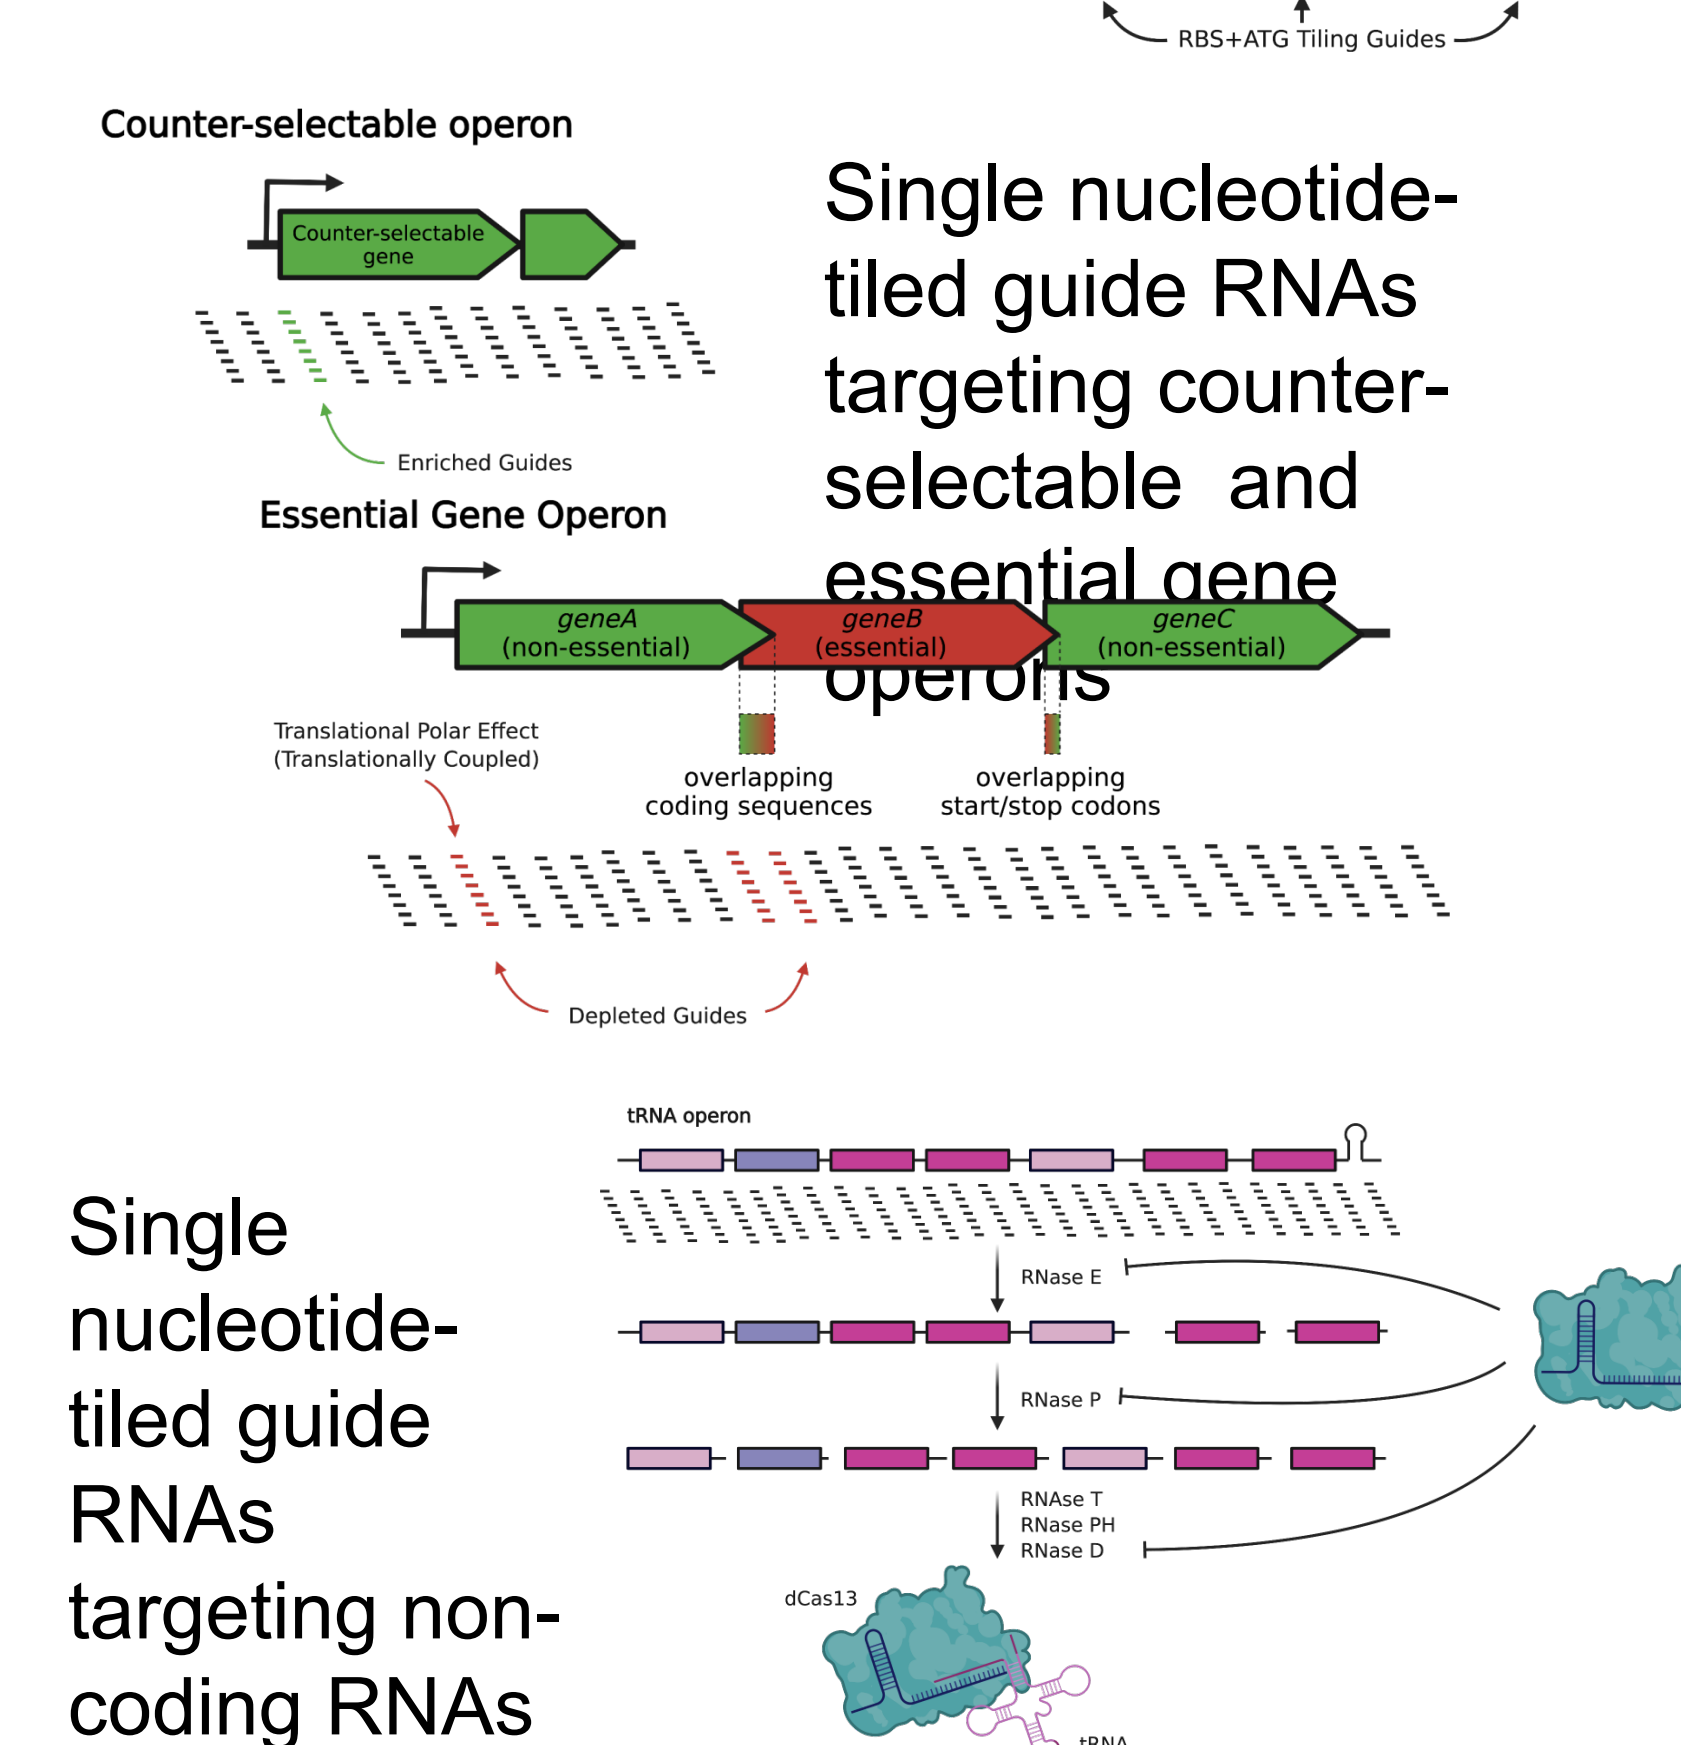 RBS+ATG Tiling Guides
Counter-selectable operon
Counter-selectable
gene
Enriched Guides
Single nucleotide-
tiled guide RNAs
targeting counter-
selectable and
essential gene
operons
Essential Gene Operon
geneA
(non-essential)
geneB
(essential)
geneC
(non-essential)
Translational Polar Effect
(Translationally Coupled)
overlapping
coding sequences
overlapping
start/stop codons
Depleted Guides
Single
nucleotide-
tiled guide
RNAs
targeting non-
coding RNAs
tRNA operon
RNase E
RNase P
RNAse T
RNase PH
RNase D
dCas13
tRNA